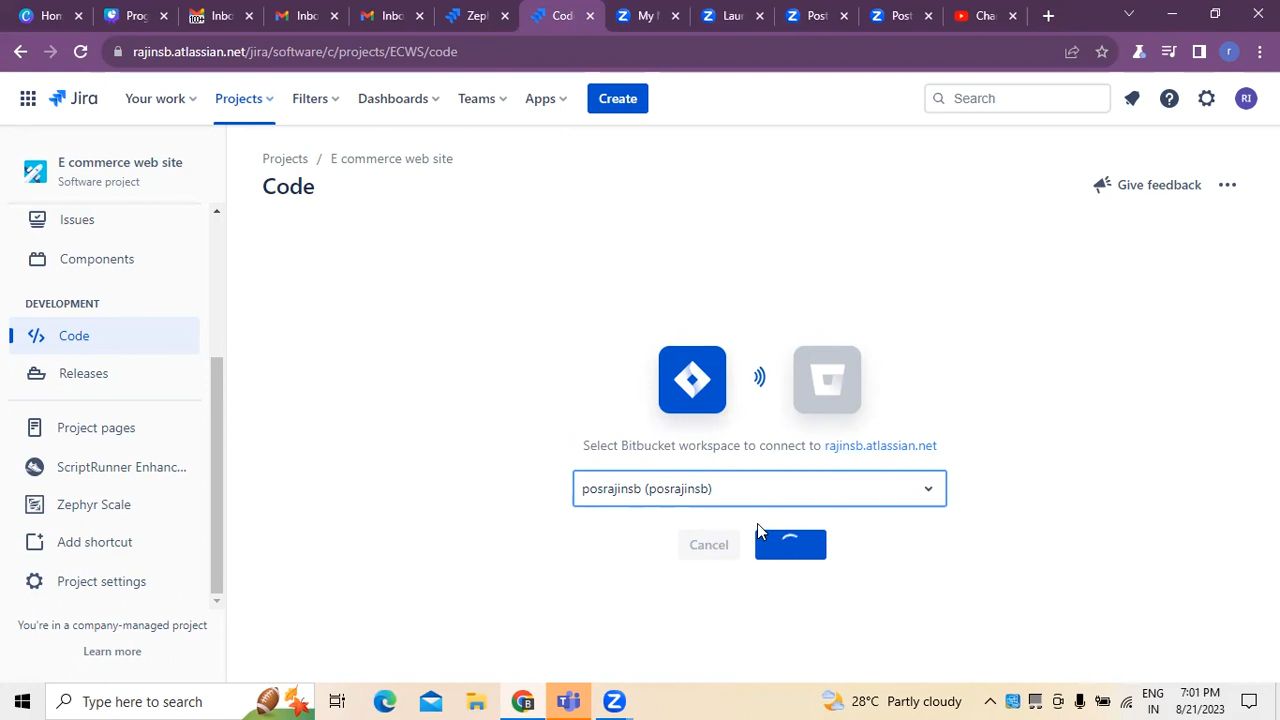 Hon
Prog
Inbo
Inbo
Inbo
Zep
Cod
My
Lau
Post
Post
Cha
rajinsb.atlassian.net/jira/software/c/projects/ECWS/code
r
Jira
Your work
Projects
Filters
Dashboards
Teams
Apps
Create
Search
RI
E commerce web site
Software project
Projects / E commerce web site
Code
Give feedback
Issues
Components
DEVELOPMENT
Code
Releases
Project pages
ScriptRunner Enhanc...
Zephyr Scale
Add shortcut
Project settings
You're in a company-managed project
Learn more
Select Bitbucket workspace to connect to rajinsb.atlassian.net
posrajinsb (posrajinsb)
Cancel
Type here to search
28°C Partly cloudy
ENG
IN
7:01 PM
8/21/2023